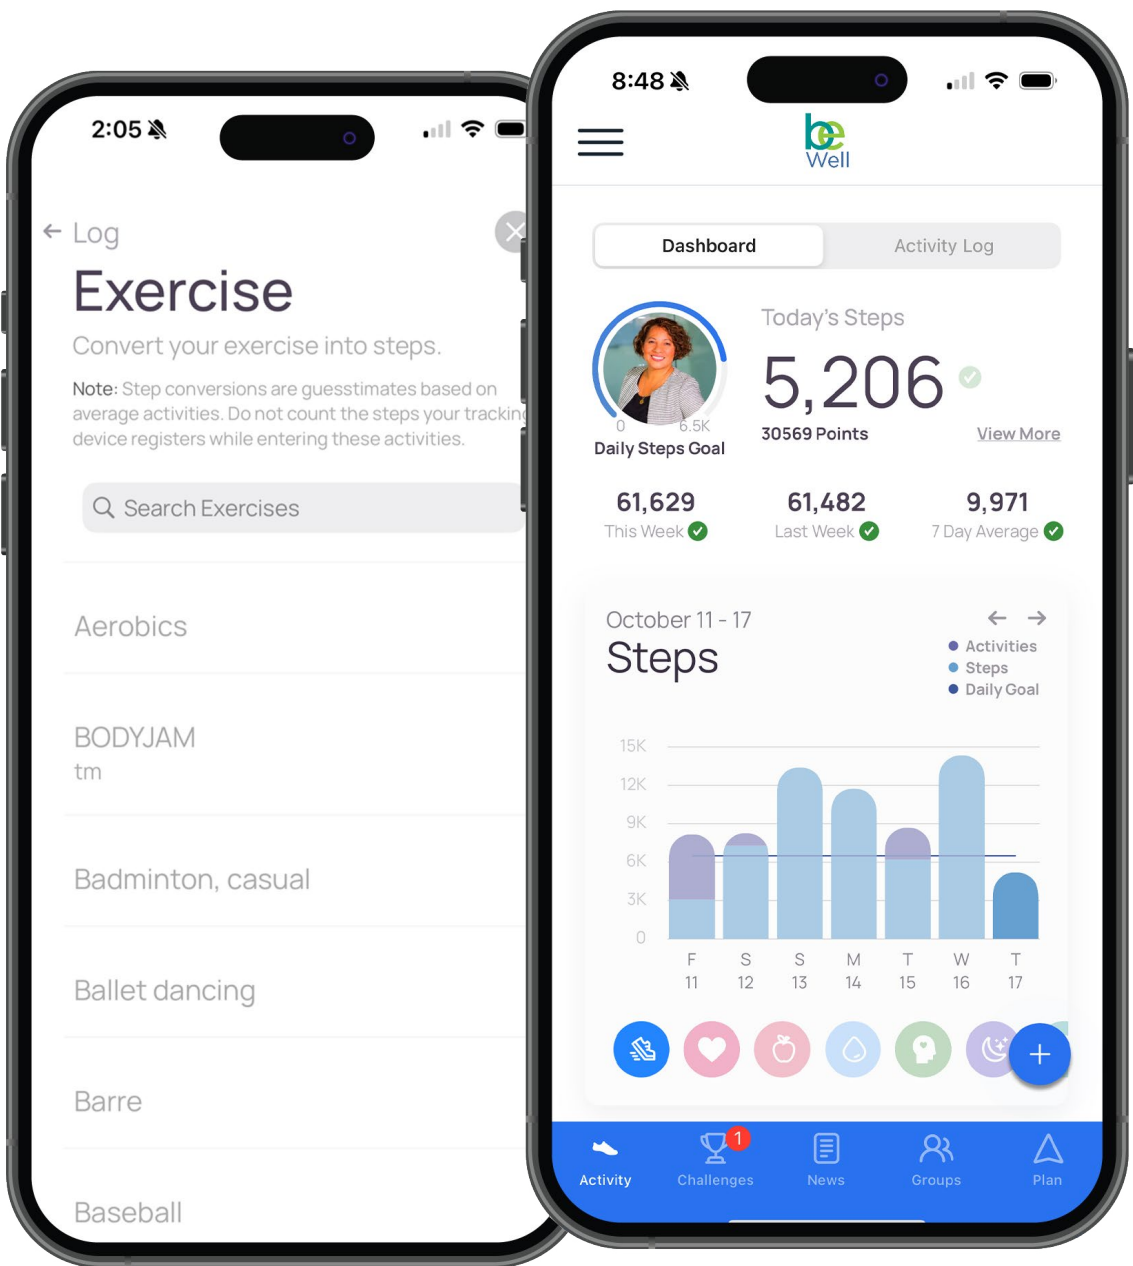 2:05
Log
Exercise
Convert your exercise into steps.
Note: Step conversions are guesstimates based on
average activities. Do not count the steps your tracking
device registers while entering these activities.
Search Exercises
Aerobics
BODYJAM
tm
Badminton, casual
Ballet dancing
Barre
Baseball
8:48
be
Well
Dashboard
Activity Log
Today's Steps
5,206
0
6.5K
Daily Steps Goal
30569 Points
View More
61,629
61,482
9,971
This Week
Last Week
7 Day Average
October 11 - 17
Steps
Activities
Steps
Daily Goal
15K
12K
9K
6K
3K
0
F S S M T W T
11 12 13 14 15 16 17
1
Activity
Challenges
News
Groups
Plan